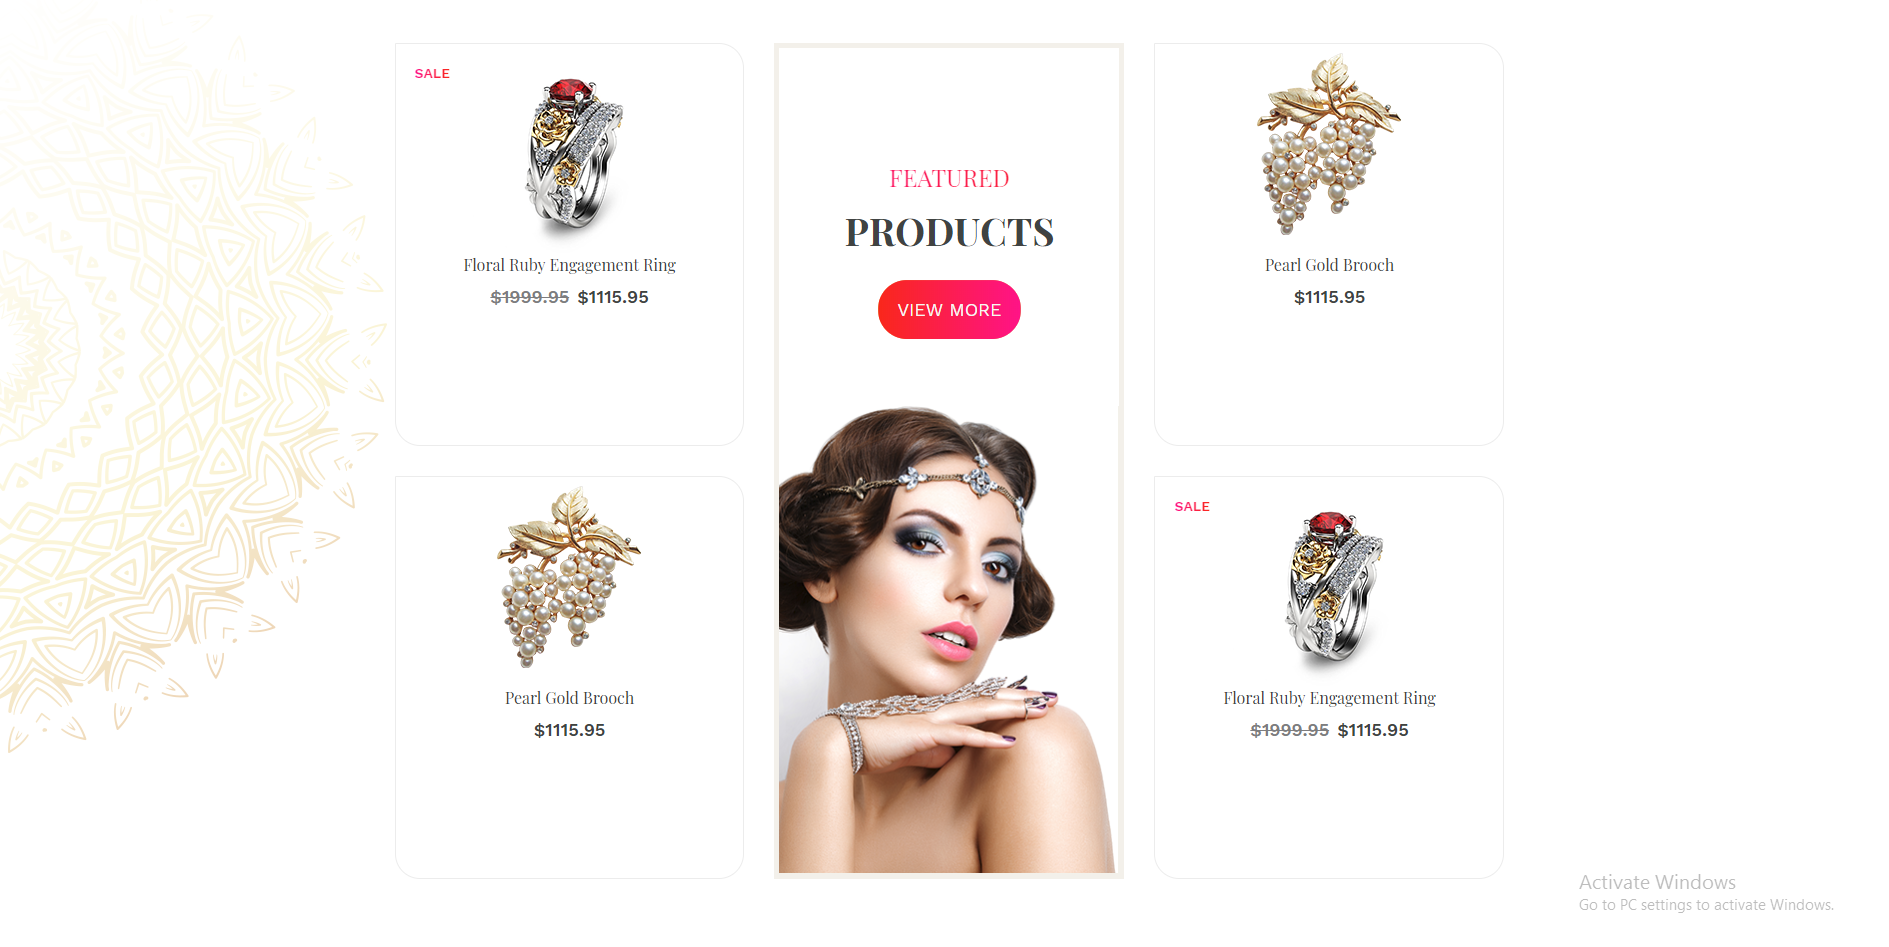 SALE
Floral Ruby Engagement Ring
$1999.95 $1115.95
Pearl Gold Brooch
$1115.95
FEATURED
PRODUCTS
VIEW MORE
Pearl Gold Brooch
$1115.95
SALE
Floral Ruby Engagement Ring
$1999.95 $1115.95
Activate Windows
Go to PC settings to activate Windows.